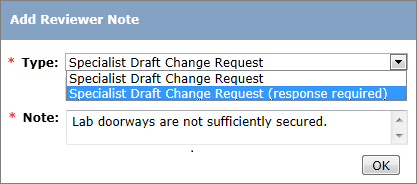 Add Reviewer Note
* Type: Specialist Draft Change Request
Specialist Draft Change Request
Specialist Draft Change Request (response required)
* Note: Lab doorways are not sufficiently secured.
OK